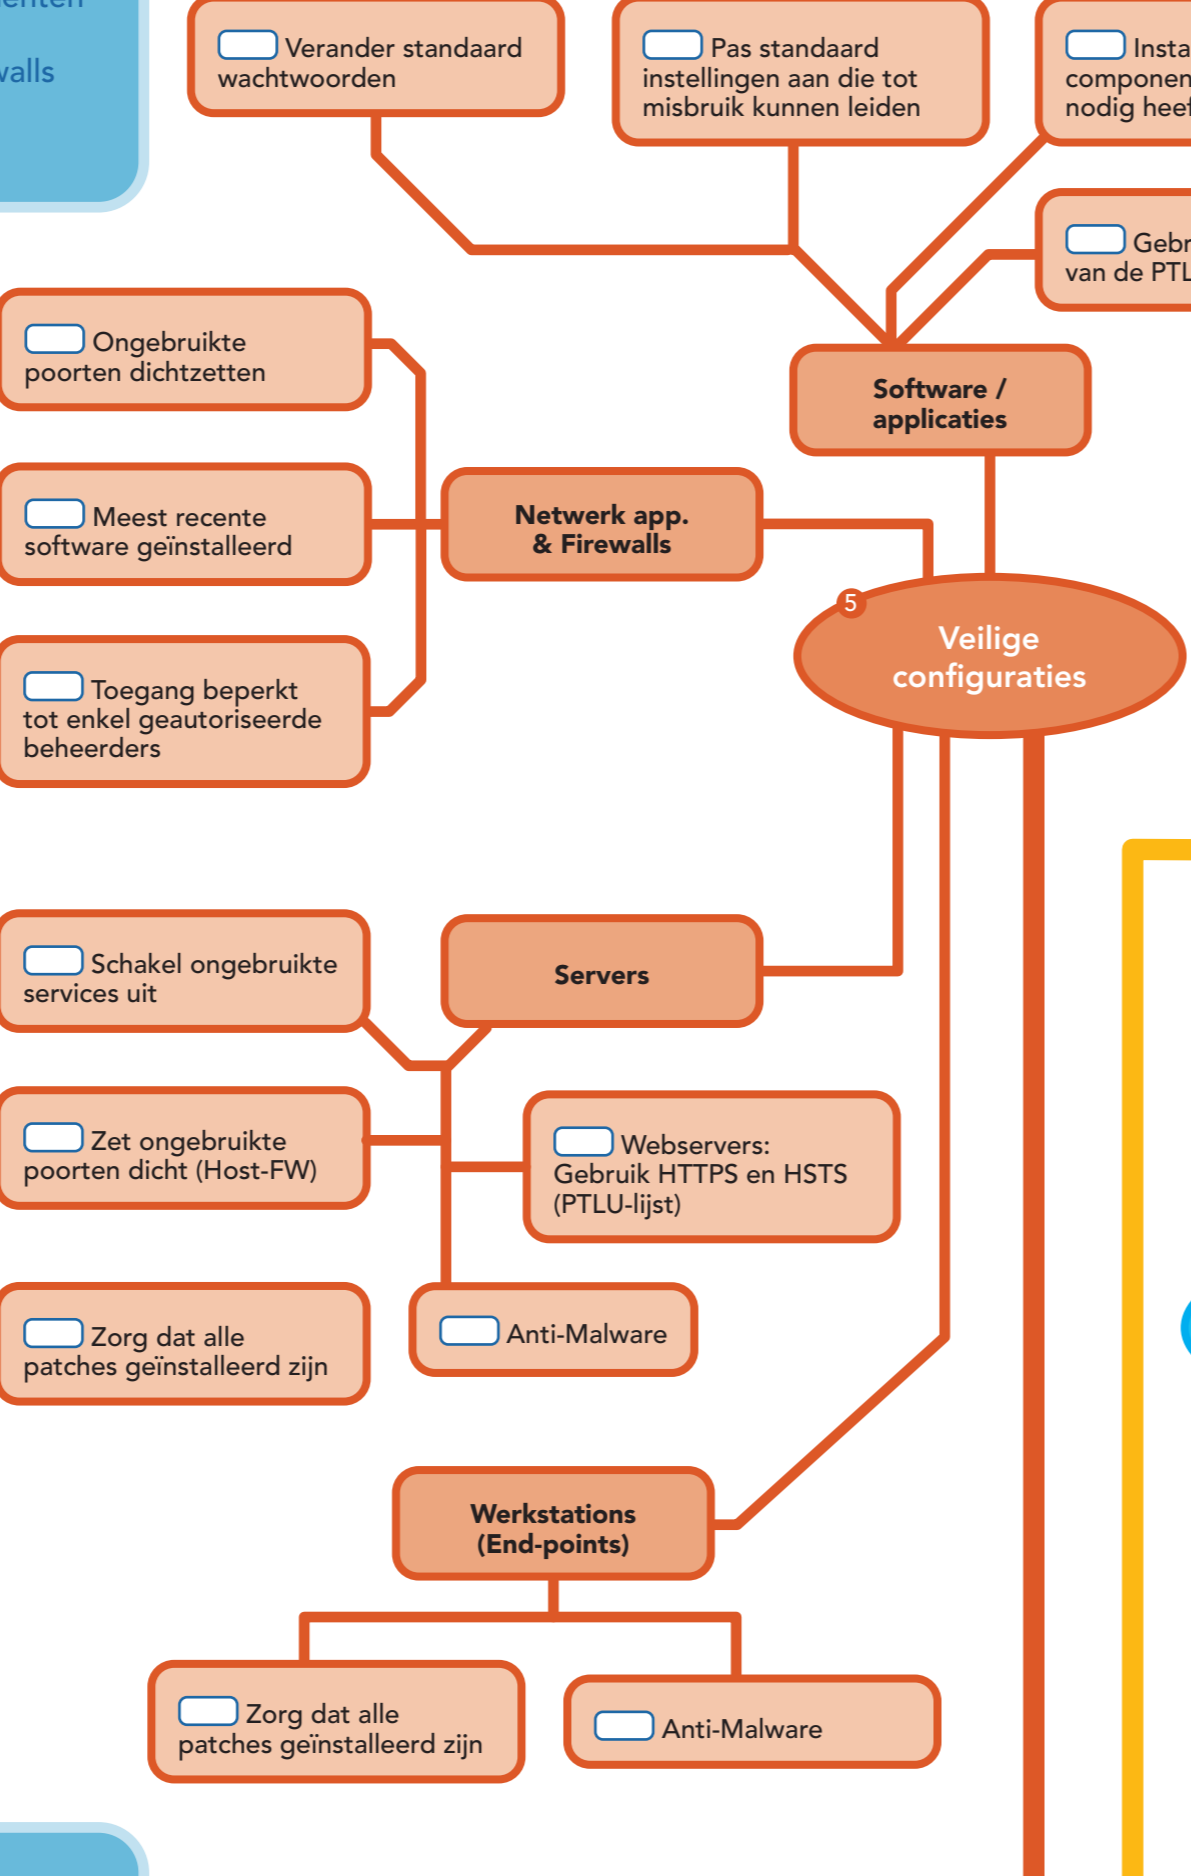 Verander standaard
wachtwoorden
Pas standaard
instellingen aan die tot
misbruik kunnen leiden
nodig
van de
Ongebruikte
poorten dichtzetten
Software /
applicaties
Meest recente
software geïnstalleerd
Netwerk app.
& Firewalls
5
Veilige
configuraties
Toegang beperkt
tot enkel geautoriseerde
beheerders
Schakel ongebruikte
services uit
Servers
Zet ongebruikte
poorten dicht (Host-FW)
Webservers:
Gebruik HTTPS en HSTS
(PTLU-lijst)
Zorg dat alle
patches geïnstalleerd zijn
Anti-Malware
Werkstations
(End-points)
Zorg dat alle
patches geïnstalleerd zijn
Anti-Malware